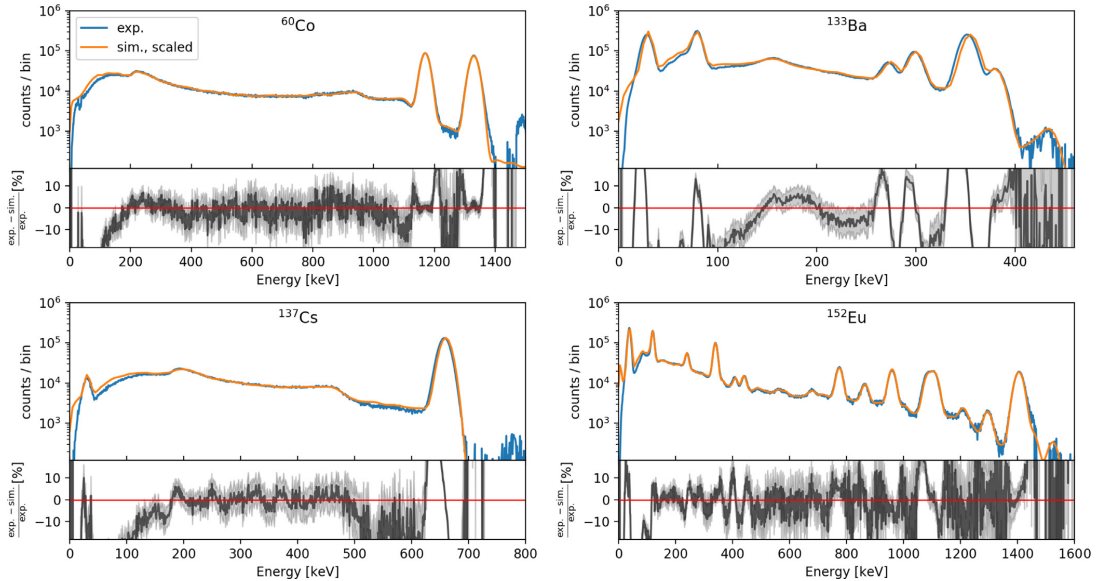 ⁶⁰Co
exp.
sim., scaled
counts / bin
10⁶
10⁵
10⁴
10³
exp. − sim.
exp.
[%]
10
0
−10
0 200 400 600 800 1000 1200 1400
Energy [keV]
¹³³Ba
counts / bin
10⁶
10⁵
10⁴
10³
exp. − sim.
exp.
[%]
10
0
−10
0 100 200 300 400
Energy [keV]
¹³⁷Cs
counts / bin
10⁶
10⁵
10⁴
10³
exp. − sim.
exp.
[%]
10
0
−10
0 100 200 300 400 500 600 700 800
Energy [keV]
¹⁵²Eu
counts / bin
10⁶
10⁵
10⁴
10³
exp. − sim.
exp.
[%]
10
0
−10
0 200 400 600 800 1000 1200 1400 1600
Energy [keV]